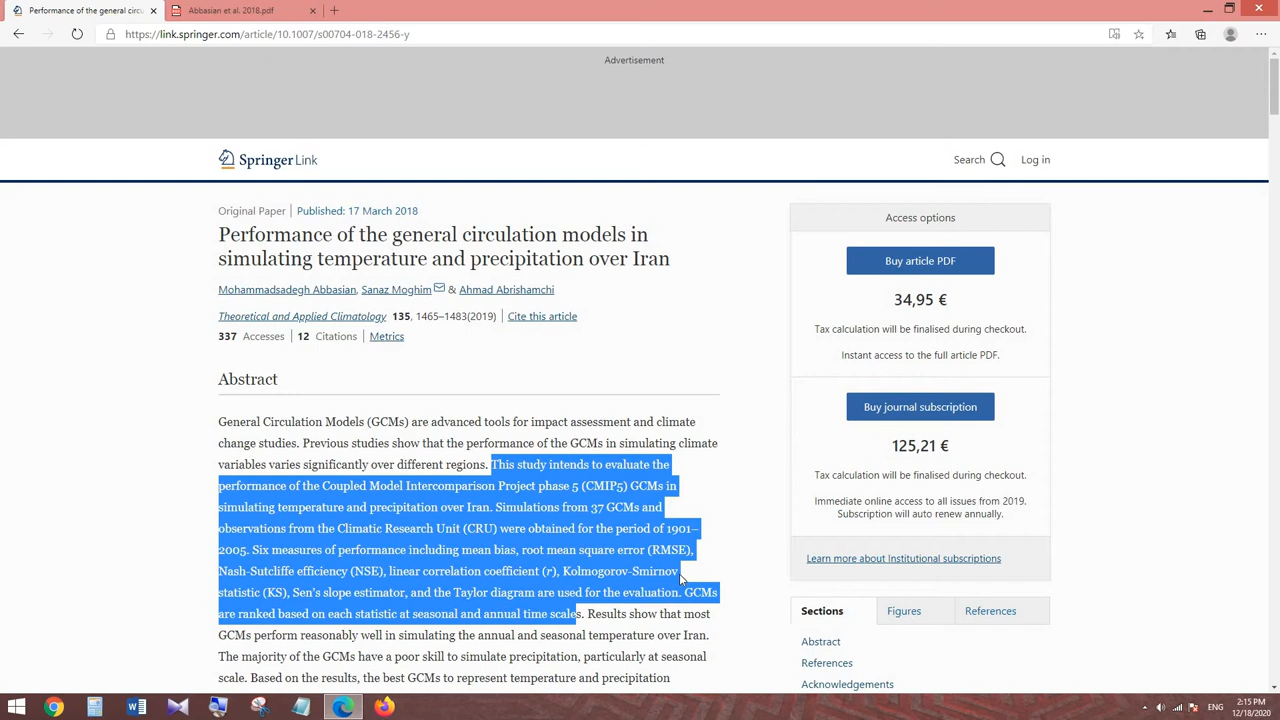 Performance of the general circu
Abbasian et al. 2018.pdf
https://link.springer.com/article/10.1007/s00704-018-2456-y
Advertisement
Springer Link
Search
Log in
Original Paper | Published: 17 March 2018
Performance of the general circulation models in
simulating temperature and precipitation over Iran
Mohammadsadegh Abbasian, Sanaz Moghim & Ahmad Abrishamchi
Theoretical and Applied Climatology 135, 1465–1483(2019) | Cite this article
337 Accesses | 12 Citations | Metrics
Abstract
General Circulation Models (GCMs) are advanced tools for impact assessment and climate
change studies. Previous studies show that the performance of the GCMs in simulating climate
variables varies significantly over different regions. This study intends to evaluate the
performance of the Coupled Model Intercomparison Project phase 5 (CMIP5) GCMs in
simulating temperature and precipitation over Iran. Simulations from 37 GCMs and
observations from the Climatic Research Unit (CRU) were obtained for the period of 1901–
2005. Six measures of performance including mean bias, root mean square error (RMSE),
Nash-Sutcliffe efficiency (NSE), linear correlation coefficient (r), Kolmogorov-Smirnov
statistic (KS), Sen's slope estimator, and the Taylor diagram are used for the evaluation. GCMs
are ranked based on each statistic at seasonal and annual time scales. Results show that most
GCMs perform reasonably well in simulating the annual and seasonal temperature over Iran.
The majority of the GCMs have a poor skill to simulate precipitation, particularly at seasonal
scale. Based on the results, the best GCMs to represent temperature and precipitation
Access options
Buy article PDF
34,95 €
Tax calculation will be finalised during checkout.
Instant access to the full article PDF.
Buy journal subscription
125,21 €
Tax calculation will be finalised during checkout.
Immediate online access to all issues from 2019.
Subscription will auto renew annually.
Learn more about Institutional subscriptions
Sections
Figures
References
Abstract
References
Acknowledgements
ENG
2:15 PM
12/18/2020